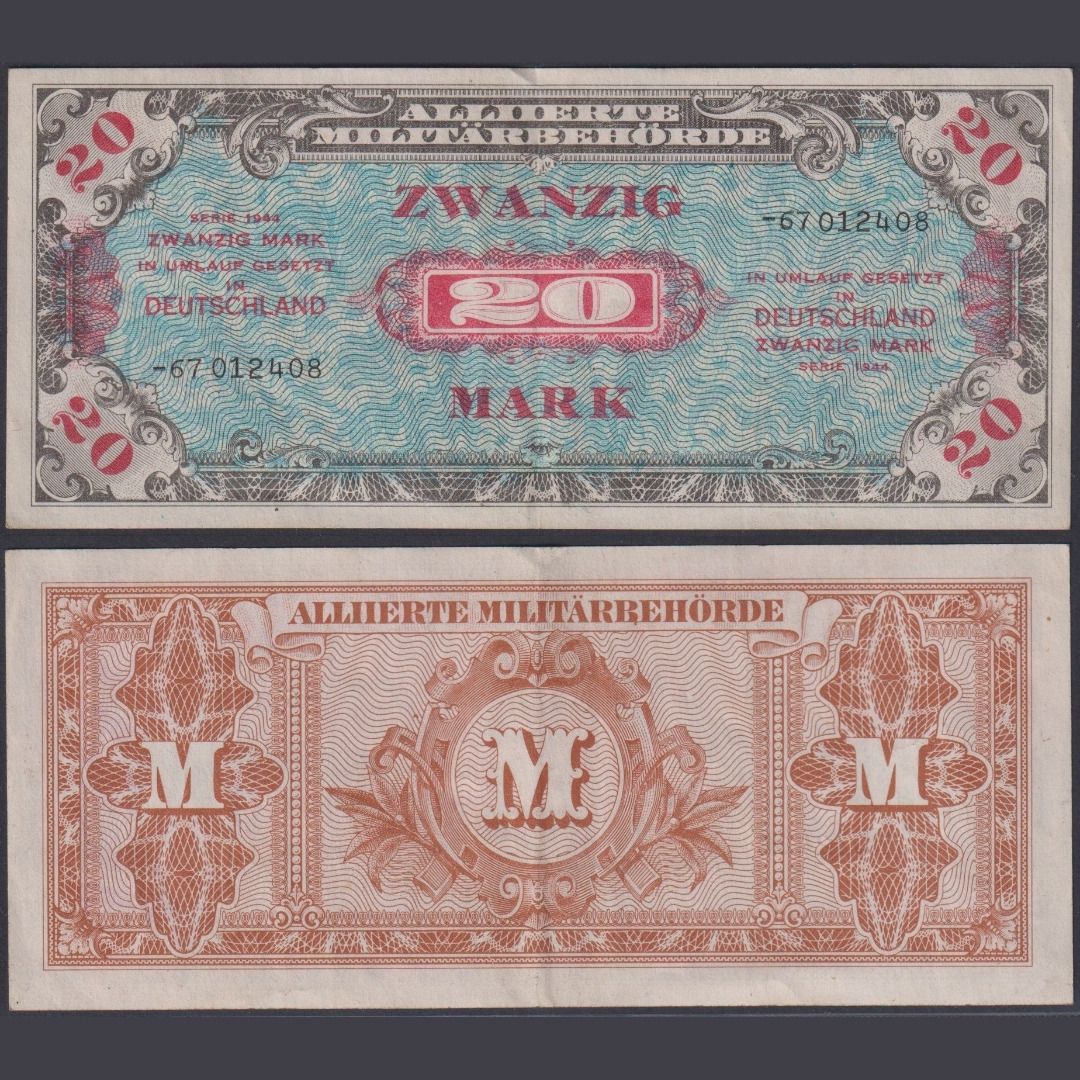 20
20
ALLIIERTE
MILITÄRBEHÖRDE
ZWANZIG
-67012408
SERIE 1944
ZWANZIG MARK
IN UMLAUF GESETZT
IN
DEUTSCHLAND
20
IN UMLAUF GESETZT
IN
DEUTSCHLAND
ZWANZIG MARK
SERIE 1944
-67012408
MARK
20
20
ALLIIERTE MILITÄRBEHÖRDE
M
M
M